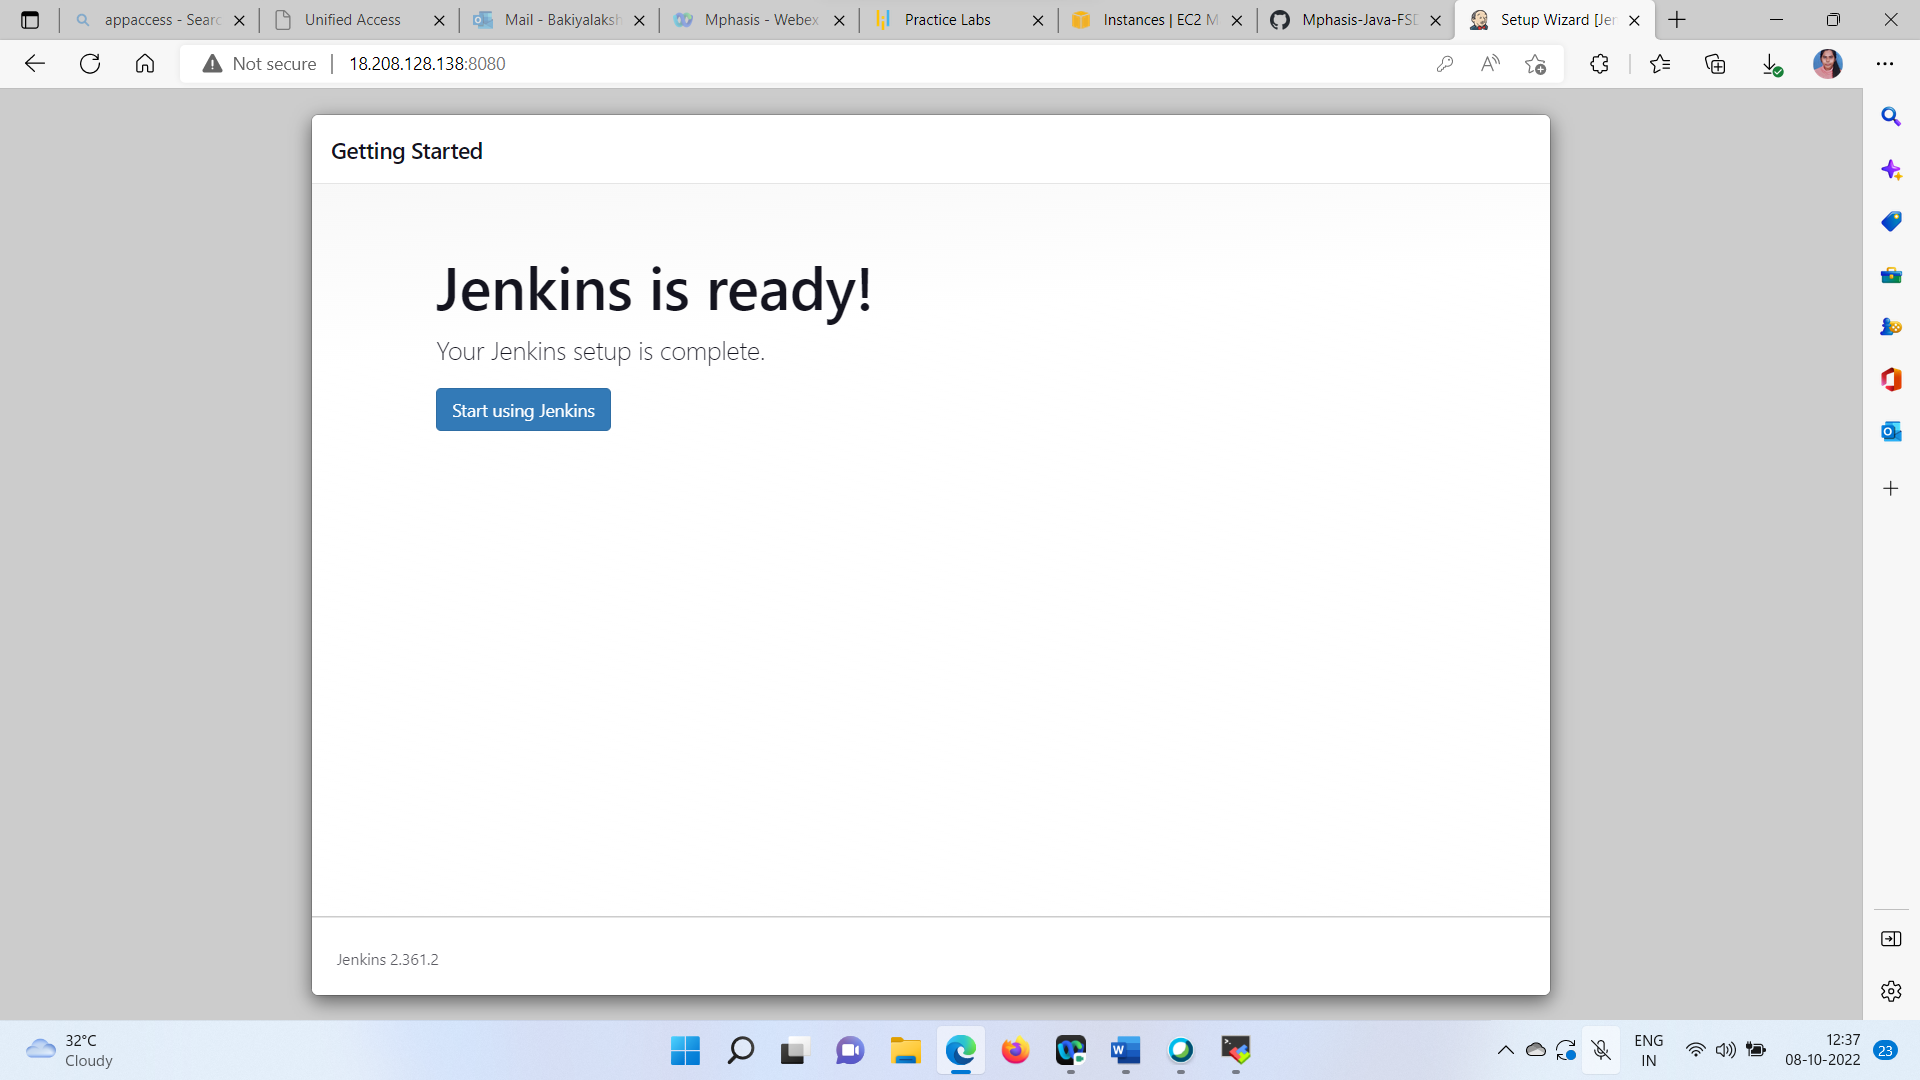 appaccess - Searc
Unified Access
Mail - Bakiyalaksh
Mphasis - Webex
Practice Labs
Instances | EC2 M
Mphasis-Java-FSD
Setup Wizard [Jen
Not secure
18.208.128.138:8080
Getting Started
Jenkins is ready!
Your Jenkins setup is complete.
Start using Jenkins
Jenkins 2.361.2
32°C
Cloudy
ENG
IN
12:37
08-10-2022
23